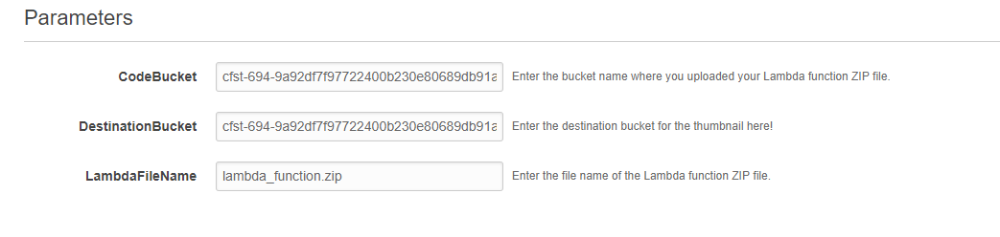 Parameters
CodeBucket cfst-694-9a92df7f97722400b230e80689db91a Enter the bucket name where you uploaded your Lambda function ZIP file.
DestinationBucket cfst-694-9a92df7f97722400b230e80689db91a Enter the destination bucket for the thumbnail here!
LambdaFileName lambda_function.zip Enter the file name of the Lambda function ZIP file.